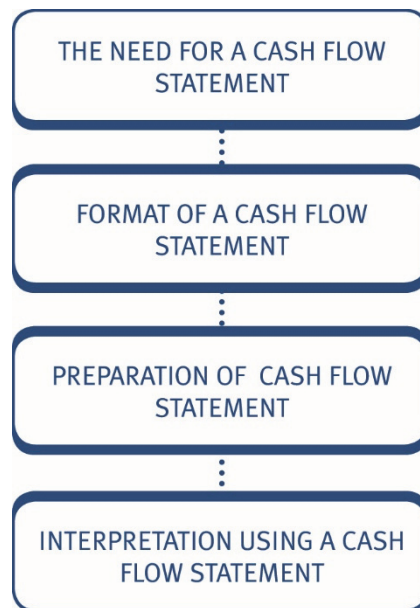 THE NEED FOR A CASH FLOW
STATEMENT
FORMAT OF A CASH FLOW
STATEMENT
PREPARATION OF CASH FLOW
STATEMENT
INTERPRETATION USING A CASH
FLOW STATEMENT